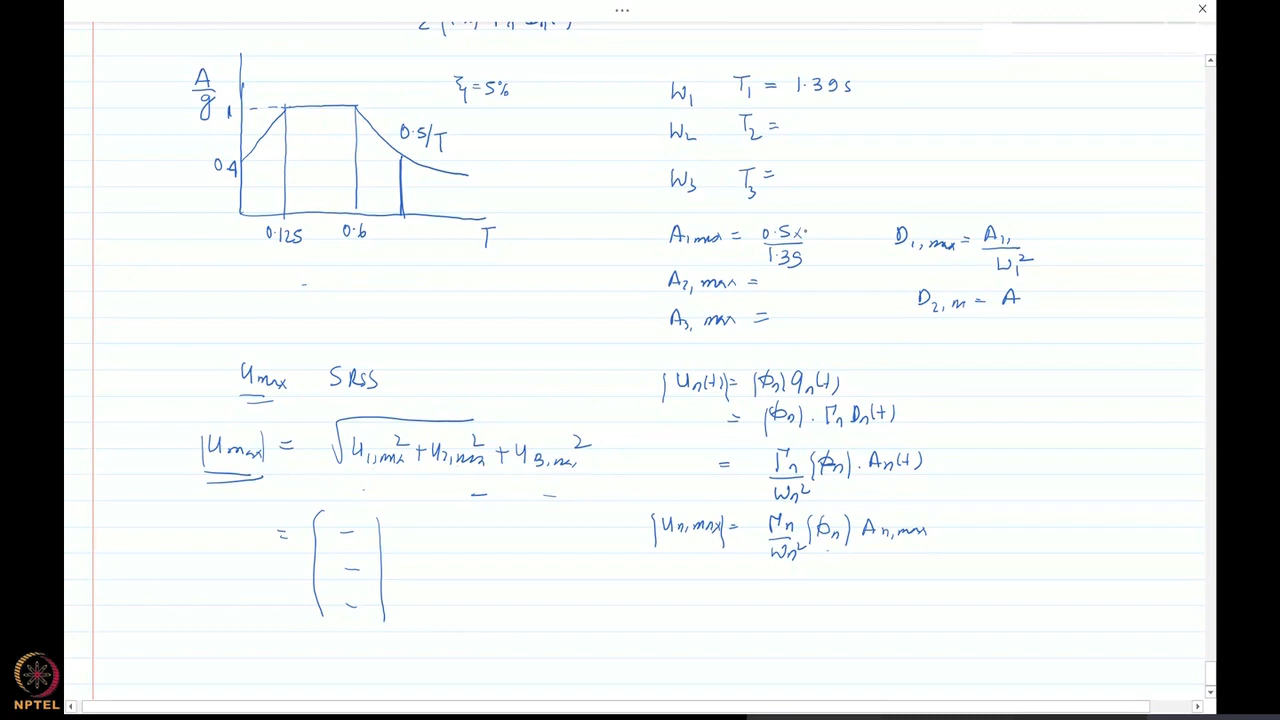 A/g
ξ = 5%
1
0.4
0.5/T
0.125
0.6
T
ω₁ T₁ = 1.39s
ω₂ T₂ =
ω₃ T₃ =
A₁ max = 0.5x/1.39
D₁,max = A₁,/ω₁²
A₂, max =
D₂,m = A
A₃, max =
umax SRSS
|umax| = √u₁,max² + u₂,max² + u₃,max²
= ( - = - )
|un(t)| = {φn} qn(t)
= {φn} · Γn Dn(t)
= Γn/ωn² {φn} · An(t)
|un,max| = Γn/ωn² {φn} An,max
NPTEL